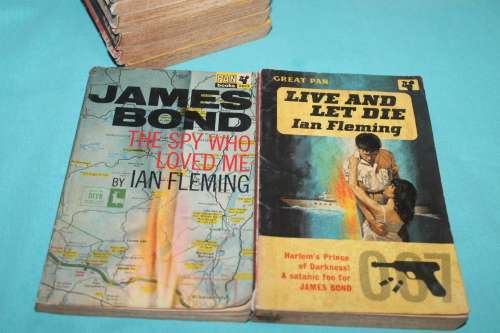 PAN
books
JAMES
BOND
THE SPY WHO
LOVED ME
BY IAN FLEMING
GREAT PAN
LIVE AND
LET DIE
Ian Fleming
Harlem's Prince
of Darkness!
A satanic foe for
JAMES BOND
007